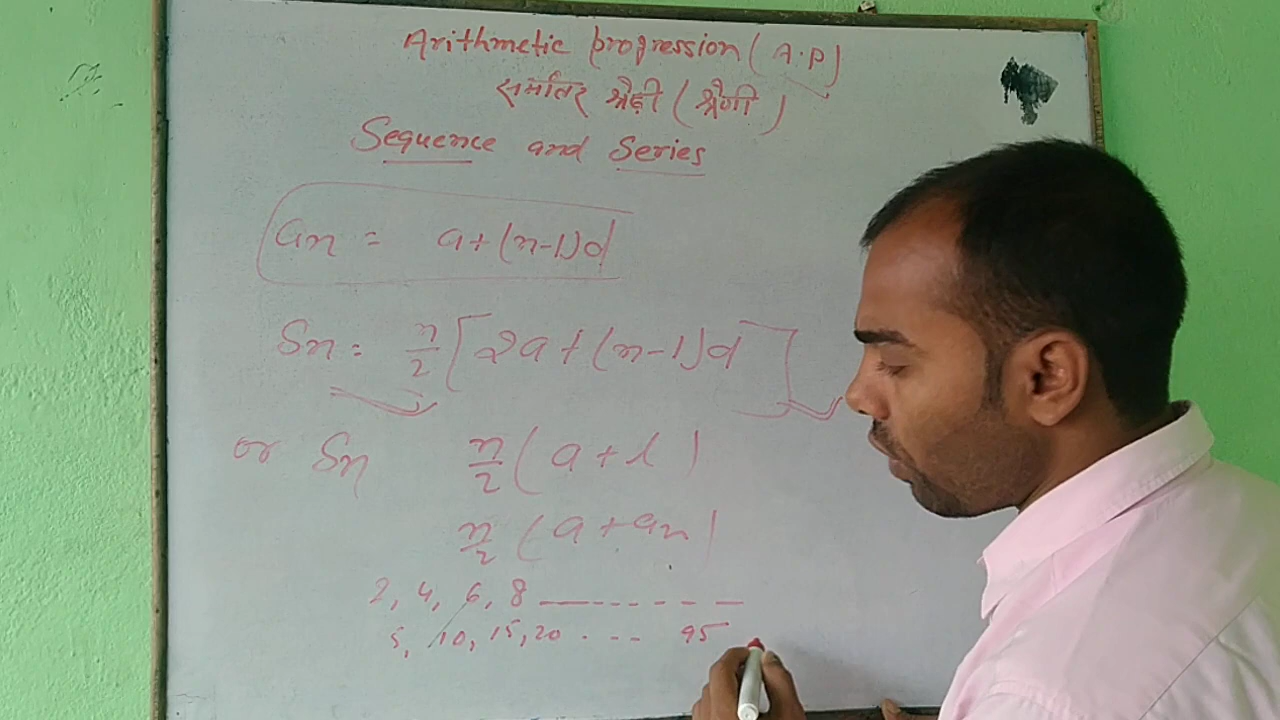 Arithmetic progression (A.P)
समांतर श्रेढ़ी (श्रेणी)
Sequence and Series
an = a+(n-1)d
Sn = n/2 [2a+(n-1)d]
or Sn n/2 (a+l)
n/2 (a+an)
2, 4, 6, 8 ——-----
5, 10, 15, 20 . --- 95